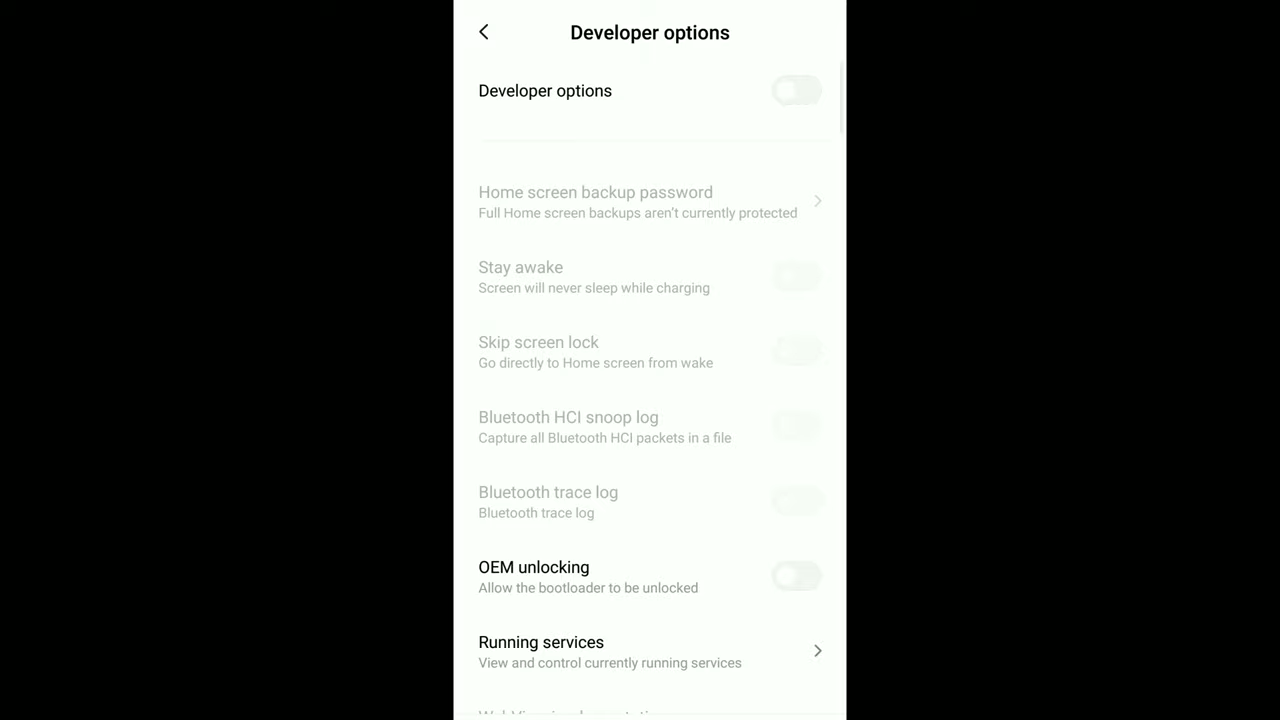 Developer options
Developer options
Home screen backup password
Full Home screen backups aren't currently protected
Stay awake
Screen will never sleep while charging
Skip screen lock
Go directly to Home screen from wake
Bluetooth HCI snoop log
Capture all Bluetooth HCI packets in a file
Bluetooth trace log
Bluetooth trace log
OEM unlocking
Allow the bootloader to be unlocked
Running services
View and control currently running services